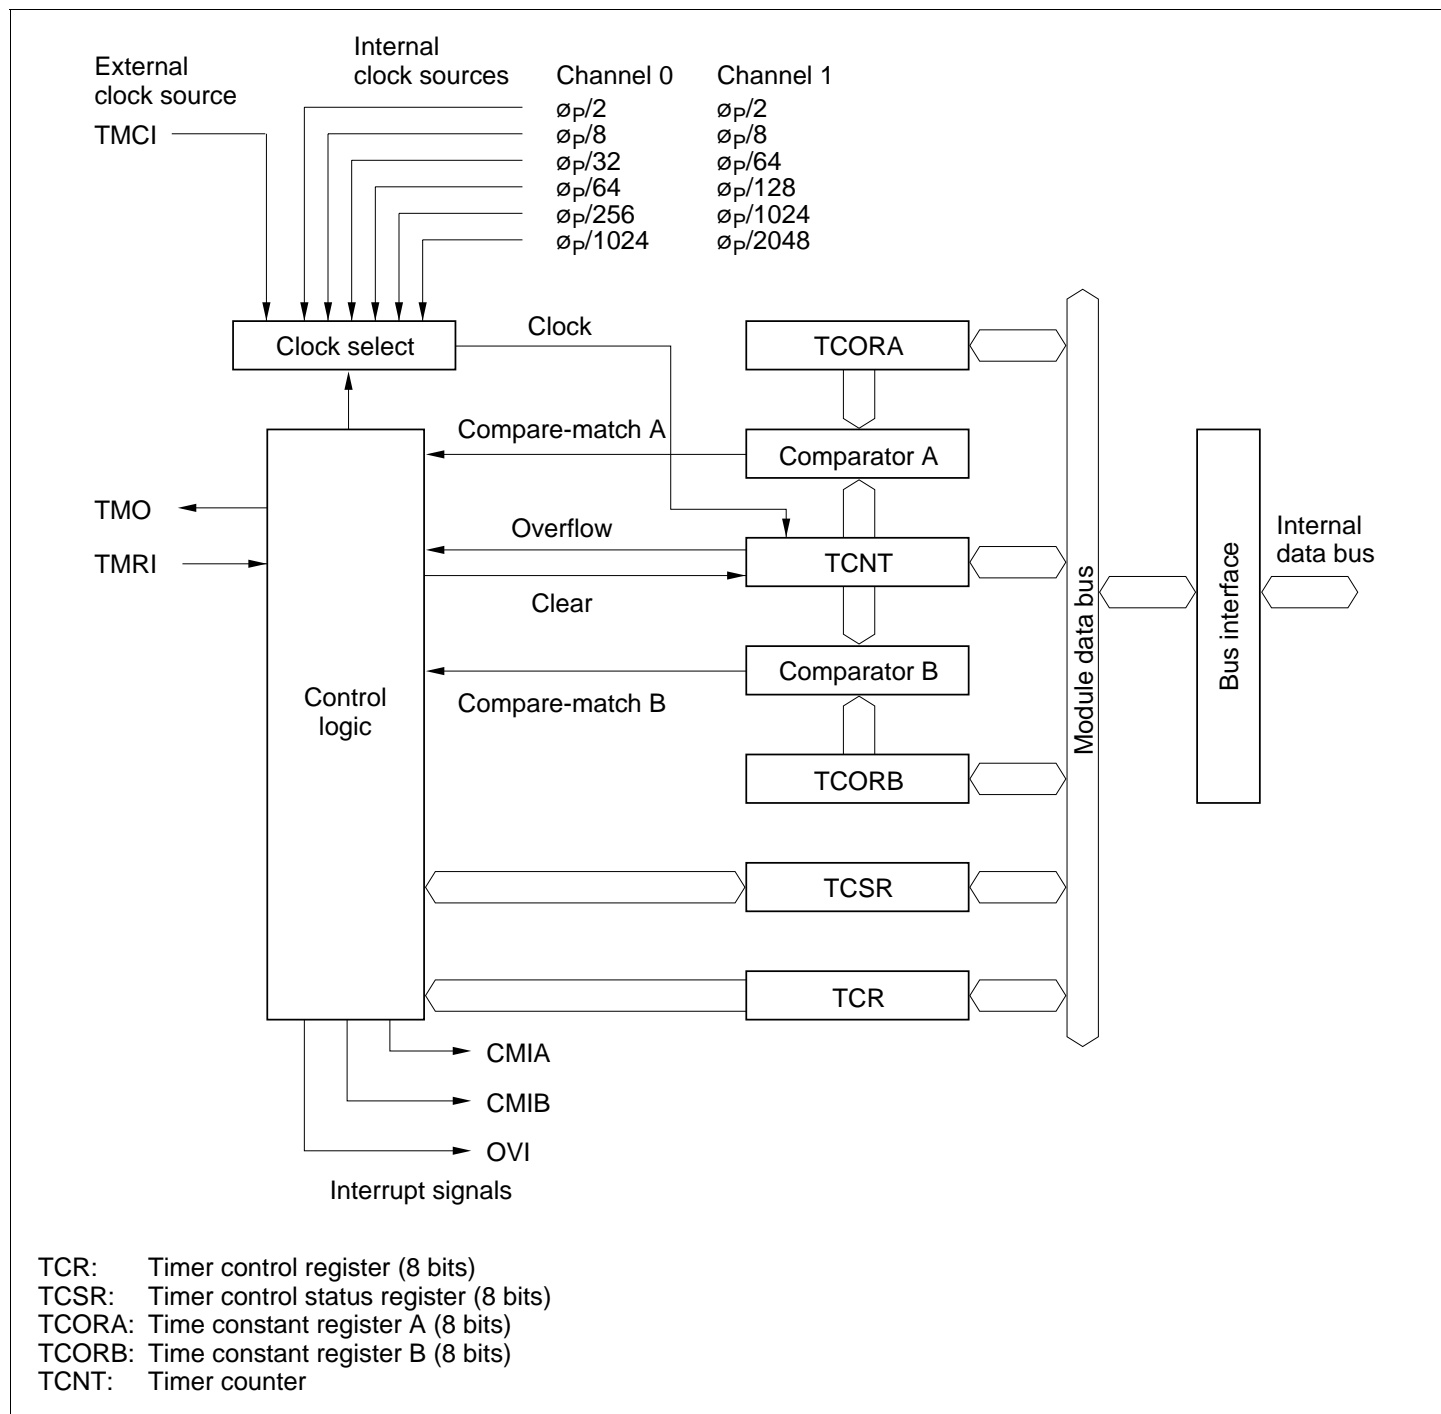 External
clock source
Internal
clock sources
Channel 0
Channel 1
TMCI
øP/2
øP/2
øP/8
øP/8
øP/32
øP/64
øP/64
øP/128
øP/256
øP/1024
øP/1024
øP/2048
Clock select
Clock
TCORA
Compare-match A
Comparator A
TMO
TMRI
Overflow
TCNT
Clear
Internal
data bus
Module data bus
Bus interface
Comparator B
Compare-match B
Control
logic
TCORB
TCSR
TCR
CMIA
CMIB
OVI
Interrupt signals
TCR: Timer control register (8 bits)
TCSR: Timer control status register (8 bits)
TCORA: Time constant register A (8 bits)
TCORB: Time constant register B (8 bits)
TCNT: Timer counter